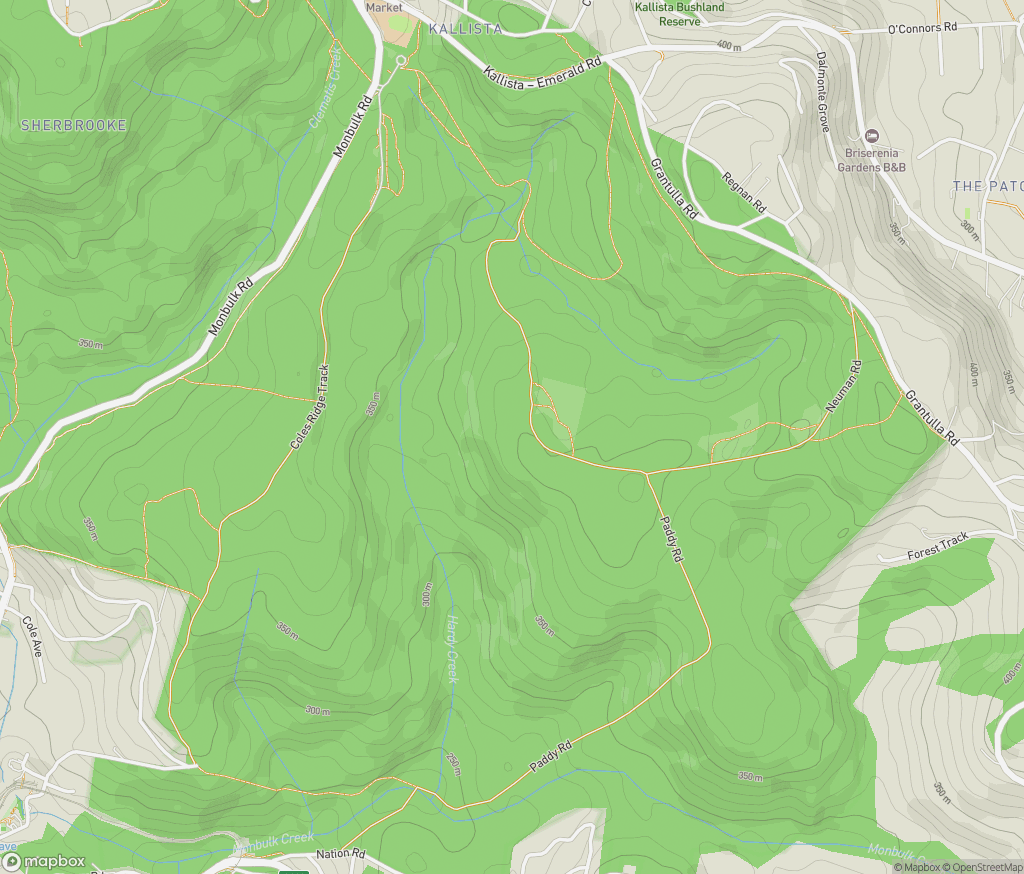 Market
KALLISTA
Kallista Bushland
Reserve
O'Connors Rd
400 m
Kallista – Emerald Rd
Dalmonte Grove
Clematis Creek
SHERBROOKE
Monbulk Rd
Briserenia
Gardens B&B
THE PATC
Grantulla Rd
Regnan Rd
350 m
300 m
Monbulk Rd
350 m
400 m
350 m
350 m
Coles Ridge Track
Neuman Rd
Grantulla Rd
350 m
Paddy Rd
Forest Track
300 m
Cole Ave
350 m
350 m
Hardy Creek
400 m
300 m
250 m
Paddy Rd
350 m
350 m
Monbulk Creek
Nation Rd
Monbulk C
ave
mapbox
© Mapbox © OpenStreetMap